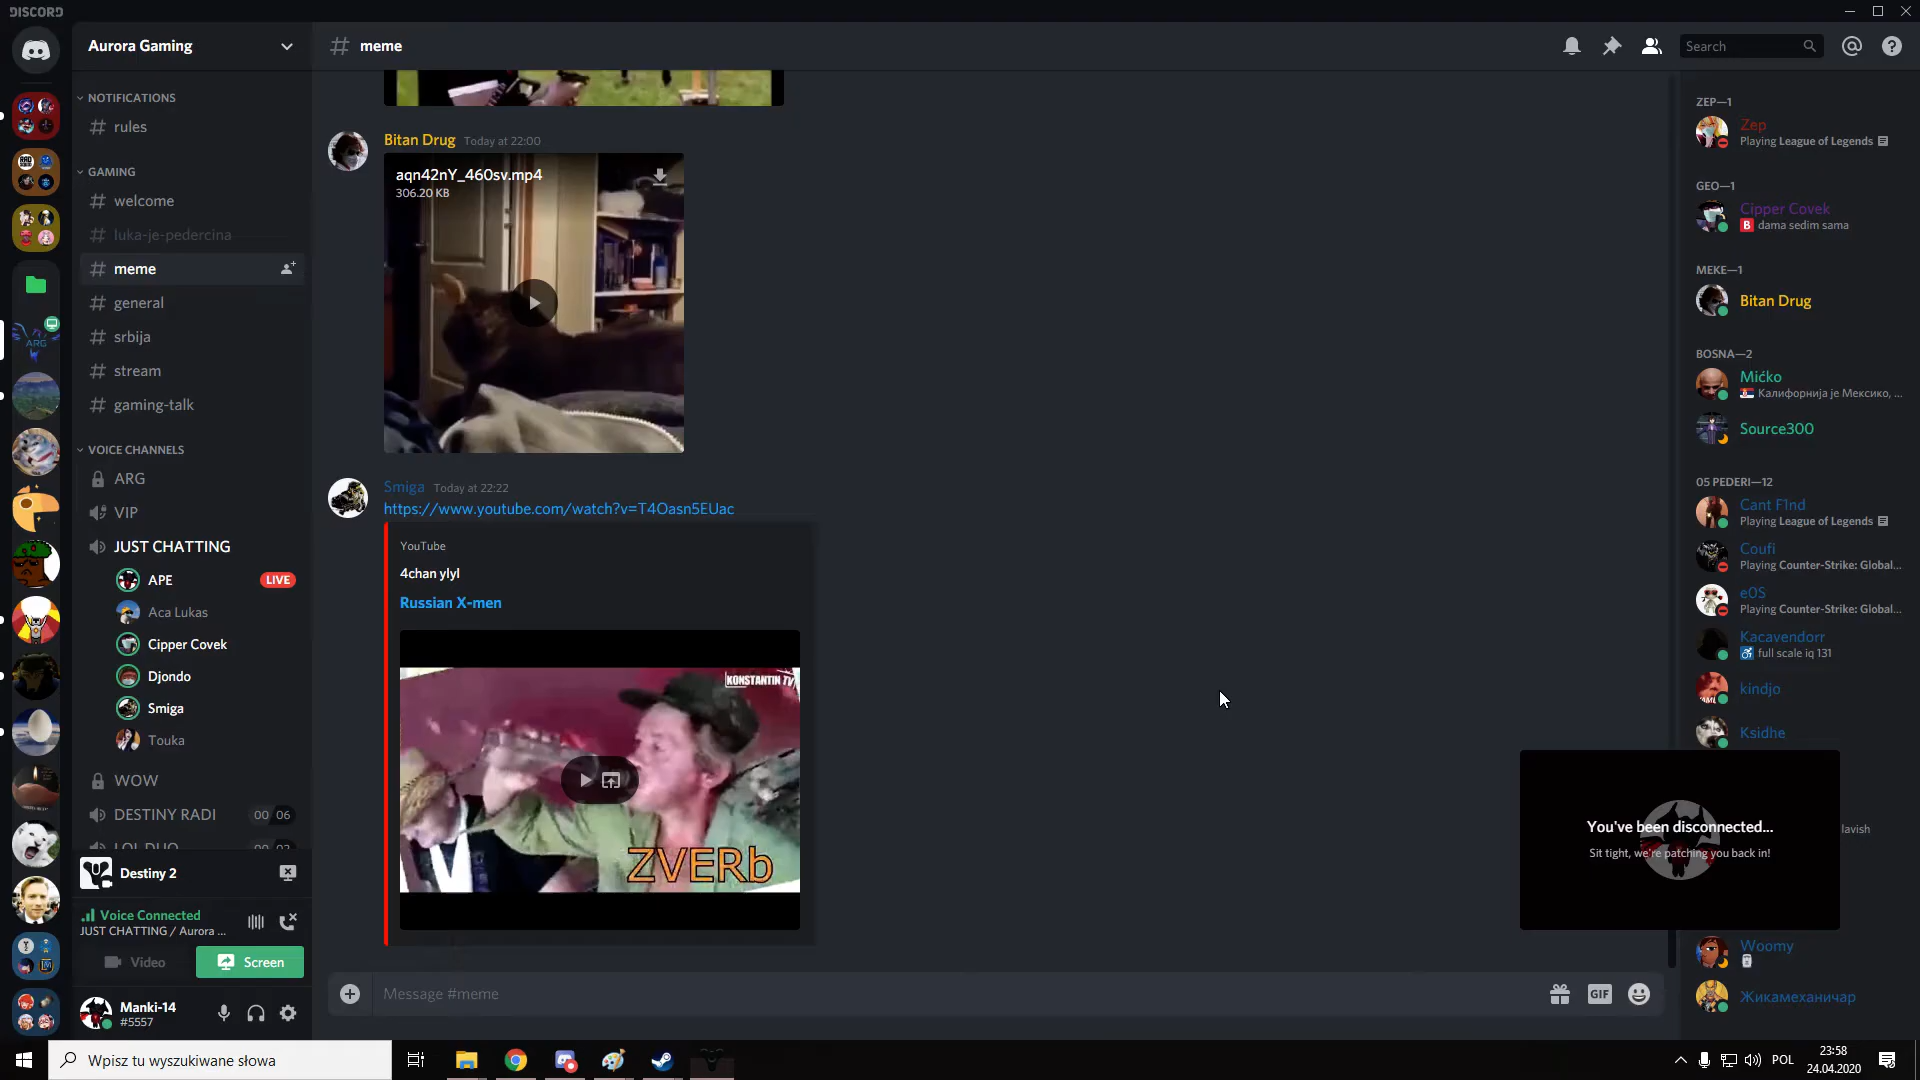 DISCORD
Aurora Gaming
meme
Search
NOTIFICATIONS
rules
GAMING
welcome
luka-je-pedercina
meme
general
srbija
stream
gaming-talk
VOICE CHANNELS
ARG
VIP
JUST CHATTING
APE
LIVE
Aca Lukas
Cipper Covek
Djondo
Smiga
Touka
WOW
DESTINY RADI
00 06
LOL DUO
00 02
Destiny 2
Voice Connected
JUST CHATTING / Aurora ...
Video
Screen
Manki-14
#5557
Bitan Drug Today at 22:00
aqn42nY_460sv.mp4
306.20 KB
Smiga Today at 22:22
https://www.youtube.com/watch?v=T4Oasn5EUac
YouTube
4chan ylyl
Russian X-men
KONSTANTIN TV
ZVERb
Message #meme
GIF
ZEP—1
Zep
Playing League of Legends
GEO—1
Cipper Covek
B dama sedim sama
MEKE—1
Bitan Drug
BOSNA—2
Mićko
Калифорнија је Мексико, ...
Source300
05 PEDERI—12
Cant F1nd
Playing League of Legends
Coufi
Playing Counter-Strike: Global...
e0S
Playing Counter-Strike: Global...
Kacavendorr
full scale iq 131
kindjo
Ksidhe
You've been disconnected...
Sit tight, we're patching you back in!
lavish
Woomy
Жикамеханичар
Wpisz tu wyszukiwane słowa
POL
23:58
24.04.2020